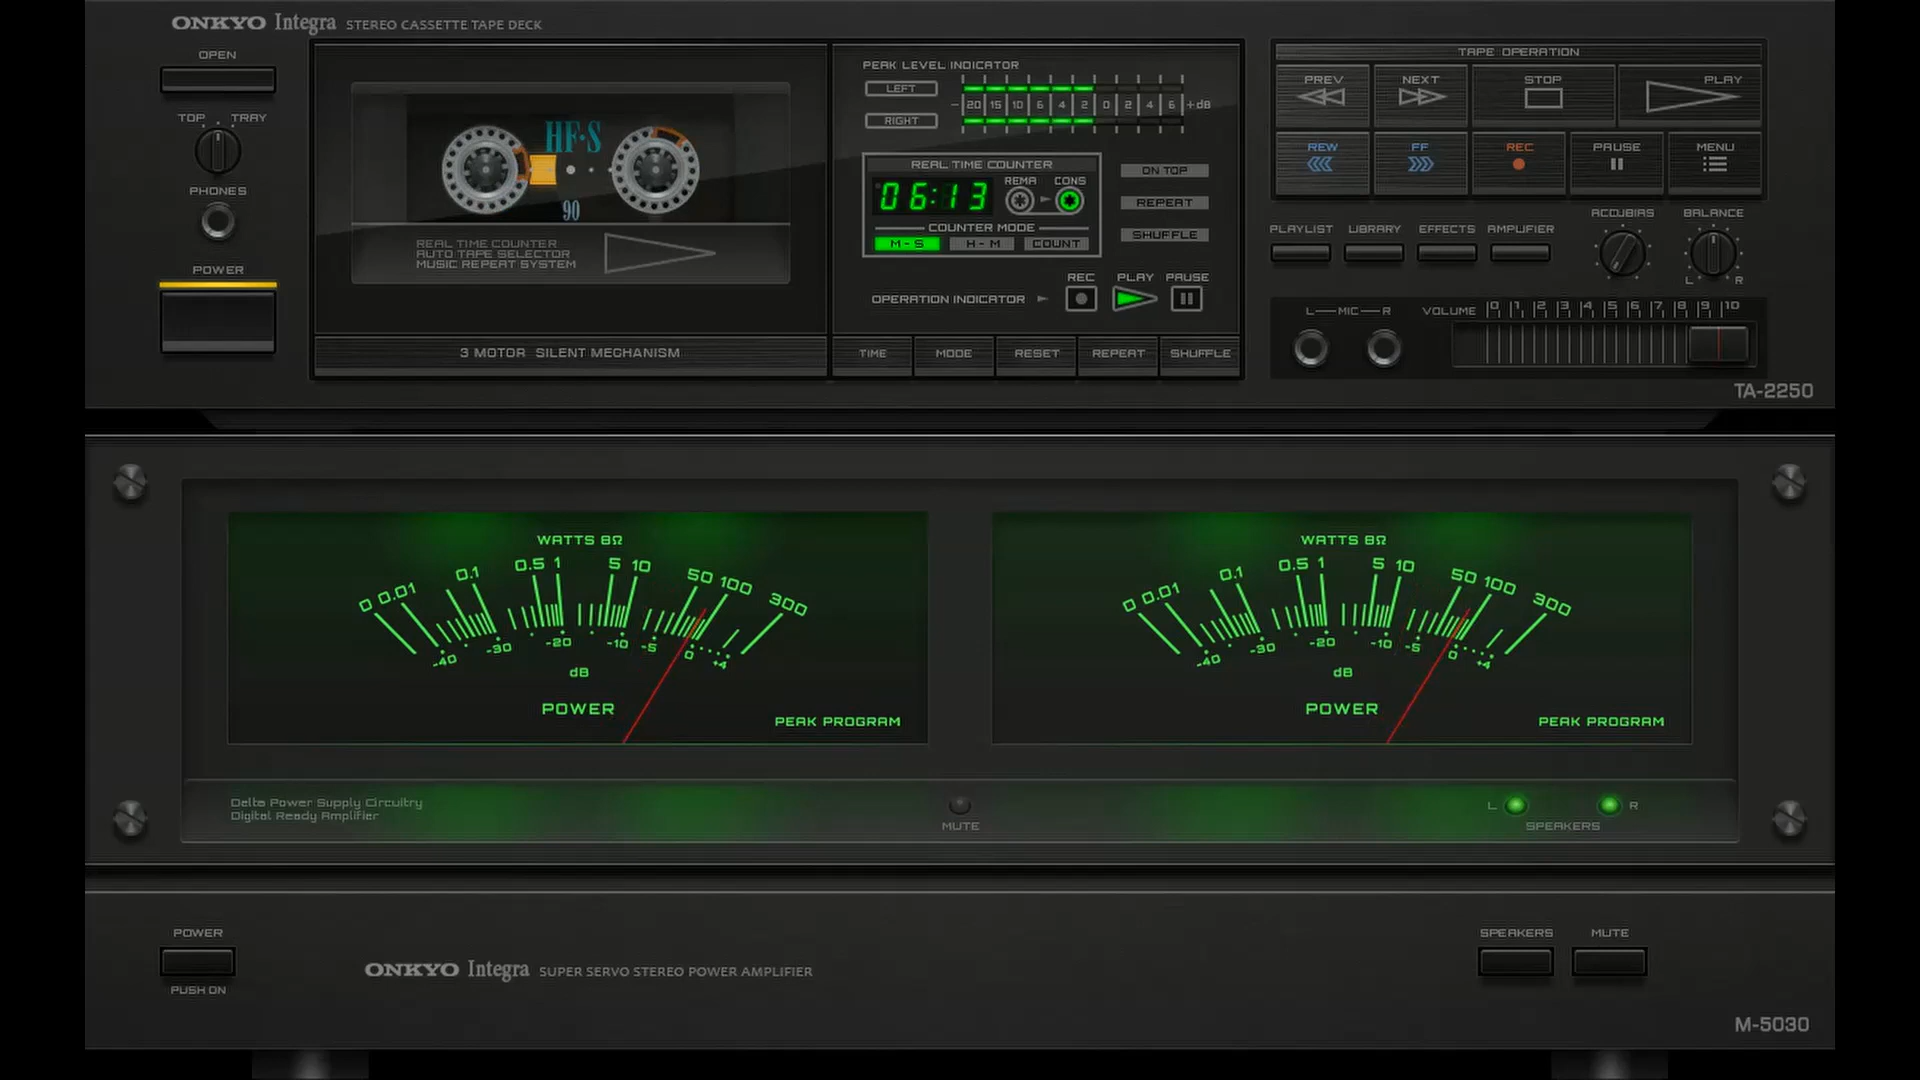 ONKYO Integra STEREO CASSETTE TAPE DECK
OPEN
TOP TRAY
PHONES
POWER
HF·S
90
REAL TIME COUNTER
AUTO TAPE SELECTOR
MUSIC REPEAT SYSTEM
3 MOTOR SILENT MECHANISM
PEAK LEVEL INDICATOR
LEFT
- 20 15 10 6 4 2 0 2 4 6 +dB
RIGHT
REAL TIME COUNTER
06:13
REMA CONS
COUNTER MODE
M-S H-M COUNT
ON TOP
REPEAT
SHUFFLE
REC PLAY PAUSE
OPERATION INDICATOR
TIME MODE RESET REPEAT SHUFFLE
TAPE OPERATION
PREV NEXT STOP PLAY
REW FF REC PAUSE MENU
PLAYLIST LIBRARY EFFECTS AMPLIFIER
ACCUBIAS BALANCE
L R
L MIC R
VOLUME 0 1 2 3 4 5 6 7 8 9 10
TA-2250
WATTS 8Ω
0 0.01 0.1 0.5 1 5 10 50 100 300
-40 -30 -20 -10 -5 0 +4
dB
POWER
PEAK PROGRAM
WATTS 8Ω
0 0.01 0.1 0.5 1 5 10 50 100 300
-40 -30 -20 -10 -5 0 +4
dB
POWER
PEAK PROGRAM
Delta Power Supply Circuitry
Digital Ready Amplifier
MUTE
L R
SPEAKERS
POWER
PUSH ON
ONKYO Integra SUPER SERVO STEREO POWER AMPLIFIER
SPEAKERS MUTE
M-5030